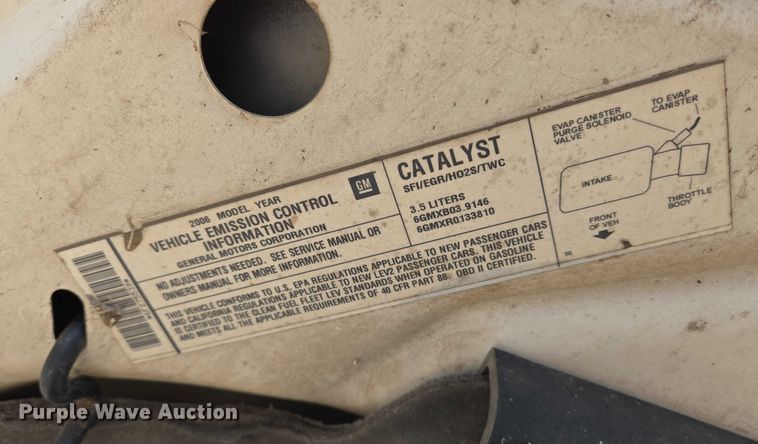 2006 MODEL YEAR
VEHICLE EMISSION CONTROL
INFORMATION
GENERAL MOTORS CORPORATION
GM
CATALYST
SFI/EGR/HO2S/TWC
3.5 LITERS
6GMXB03.9146
6GMXR0133810
NO ADJUSTMENTS NEEDED. SEE SERVICE MANUAL OR
OWNERS MANUAL FOR MORE INFORMATION.
THIS VEHICLE CONFORMS TO U.S. EPA REGULATIONS APPLICABLE TO NEW PASSENGER CARS
AND CALIFORNIA REGULATIONS APPLICABLE TO NEW LEV2 PASSENGER CARS. THIS VEHICLE
IS CERTIFIED TO THE CLEAN FUEL FLEET LEV STANDARDS WHEN OPERATED ON GASOLINE
AND MEETS ALL THE APPLICABLE REQUIREMENTS OF 40 CFR PART 88. OBD II CERTIFIED.
EVAP CANISTER
PURGE SOLENOID
VALVE
TO EVAP
CANISTER
INTAKE
THROTTLE
BODY
FRONT
OF VEH
Purple Wave Auction